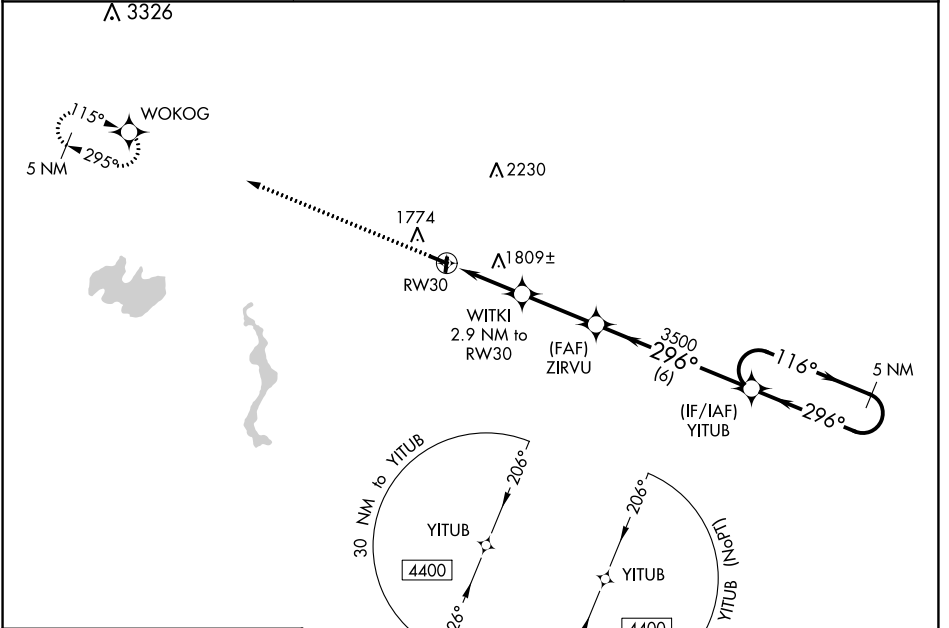 3326
115°
WOKOG
295°
5 NM
2230
1774
1809±
RW30
WITKI
2.9 NM to
RW30
(FAF)
ZIRVU
3500
296°
(6)
116°
5 NM
296°
(IF/IAF)
YITUB
30 NM to YITUB
206°
YITUB
4400
206°
YITUB
YITUB (NoPT)
4400